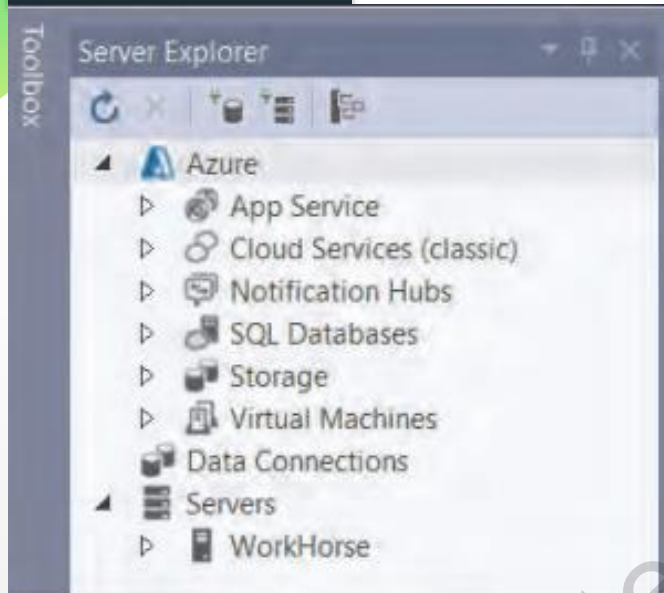 Toolbox
Server Explorer
Azure
App Service
Cloud Services (classic)
Notification Hubs
SQL Databases
Storage
Virtual Machines
Data Connections
Servers
WorkHorse